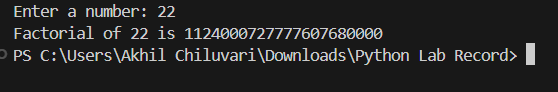 Enter a number: 22
Factorial of 22 is 1124000727777607680000
PS C:\Users\Akhil Chiluvari\Downloads\Python Lab Record>